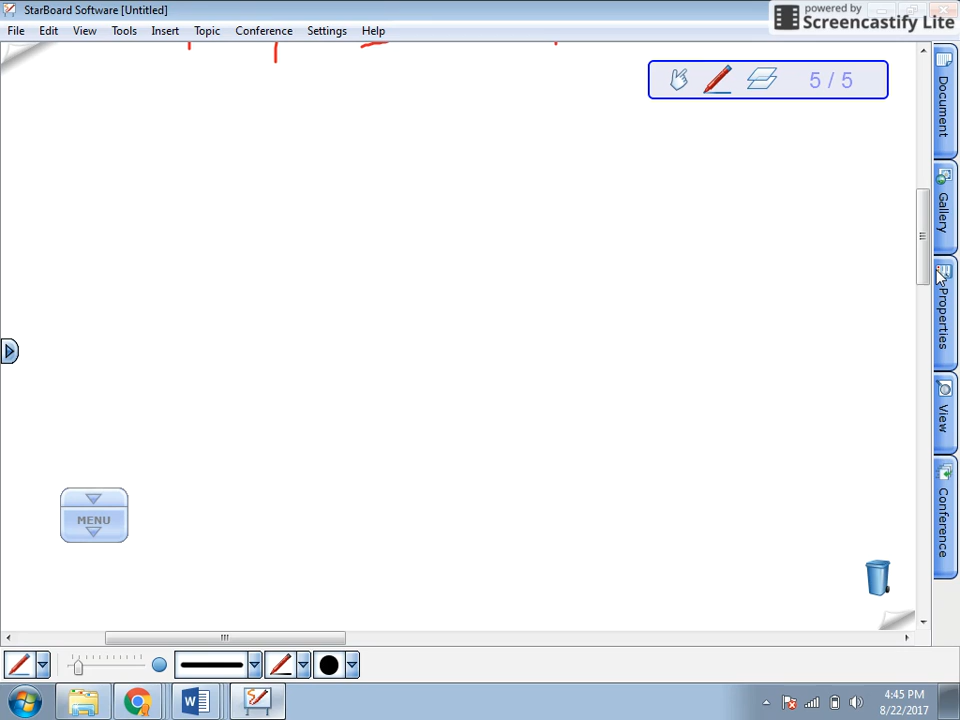 StarBoard Software [Untitled]
powered by
Screencastify Lite
File Edit View Tools Insert Topic Conference Settings Help
5 / 5
Document
Gallery
Properties
View
Conference
MENU
4:45 PM
8/22/2017